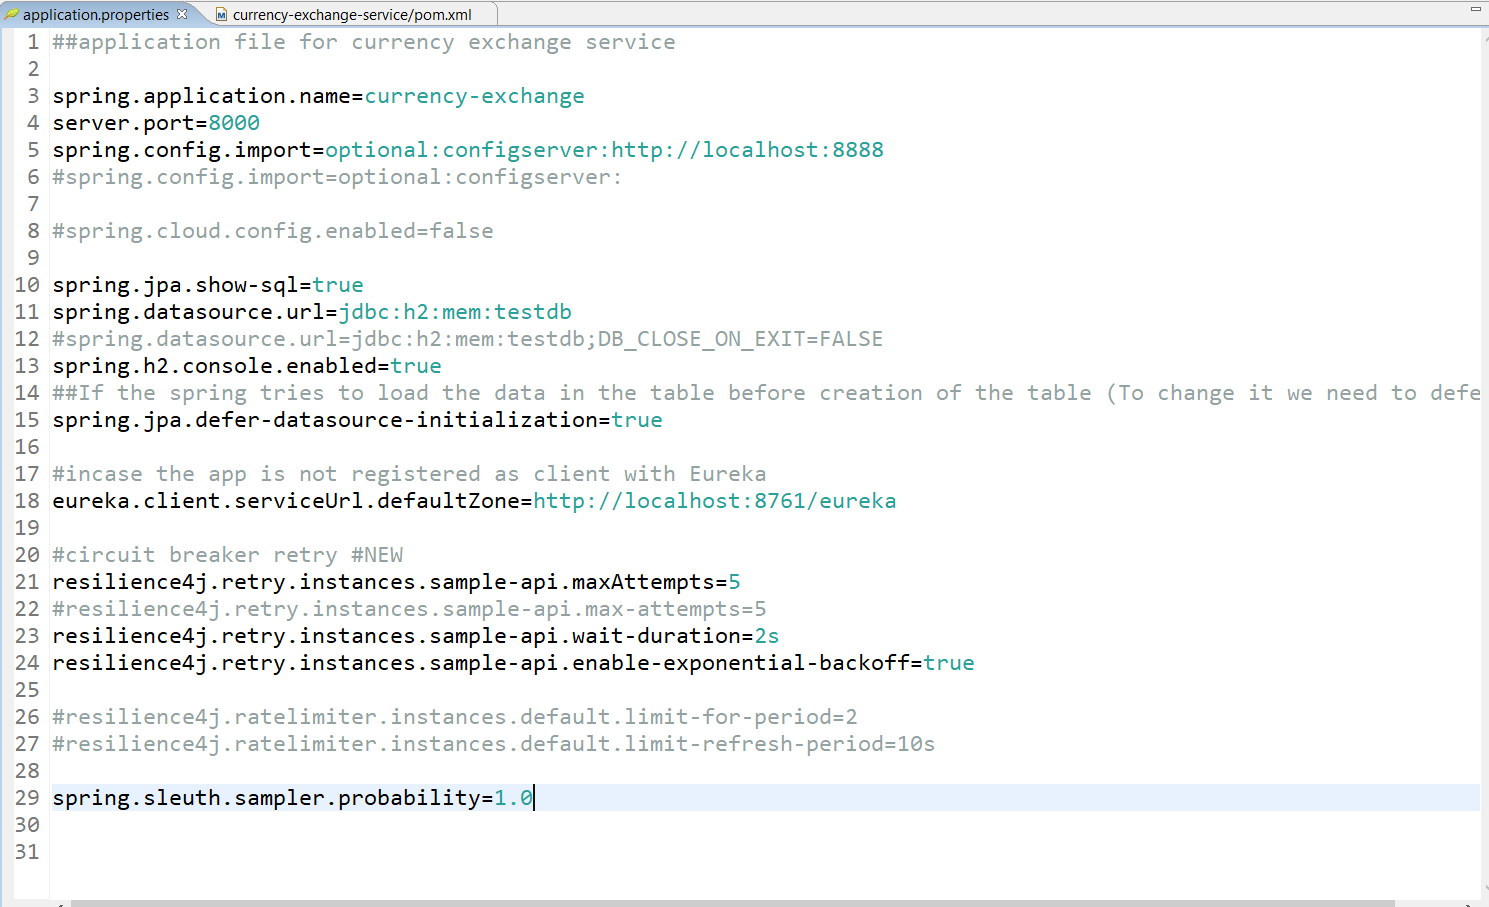 application.properties
currency-exchange-service/pom.xml
1 ##application file for currency exchange service
2
3 spring.application.name=currency-exchange
4 server.port=8000
5 spring.config.import=optional:configserver:http://localhost:8888
6 #spring.config.import=optional:configserver:
7
8 #spring.cloud.config.enabled=false
9
10 spring.jpa.show-sql=true
11 spring.datasource.url=jdbc:h2:mem:testdb
12 #spring.datasource.url=jdbc:h2:mem:testdb;DB_CLOSE_ON_EXIT=FALSE
13 spring.h2.console.enabled=true
14 ##If the spring tries to load the data in the table before creation of the table (To change it we need to defe
15 spring.jpa.defer-datasource-initialization=true
16
17 #incase the app is not registered as client with Eureka
18 eureka.client.serviceUrl.defaultZone=http://localhost:8761/eureka
19
20 #circuit breaker retry #NEW
21 resilience4j.retry.instances.sample-api.maxAttempts=5
22 #resilience4j.retry.instances.sample-api.max-attempts=5
23 resilience4j.retry.instances.sample-api.wait-duration=2s
24 resilience4j.retry.instances.sample-api.enable-exponential-backoff=true
25
26 #resilience4j.ratelimiter.instances.default.limit-for-period=2
27 #resilience4j.ratelimiter.instances.default.limit-refresh-period=10s
28
29 spring.sleuth.sampler.probability=1.0
30
31